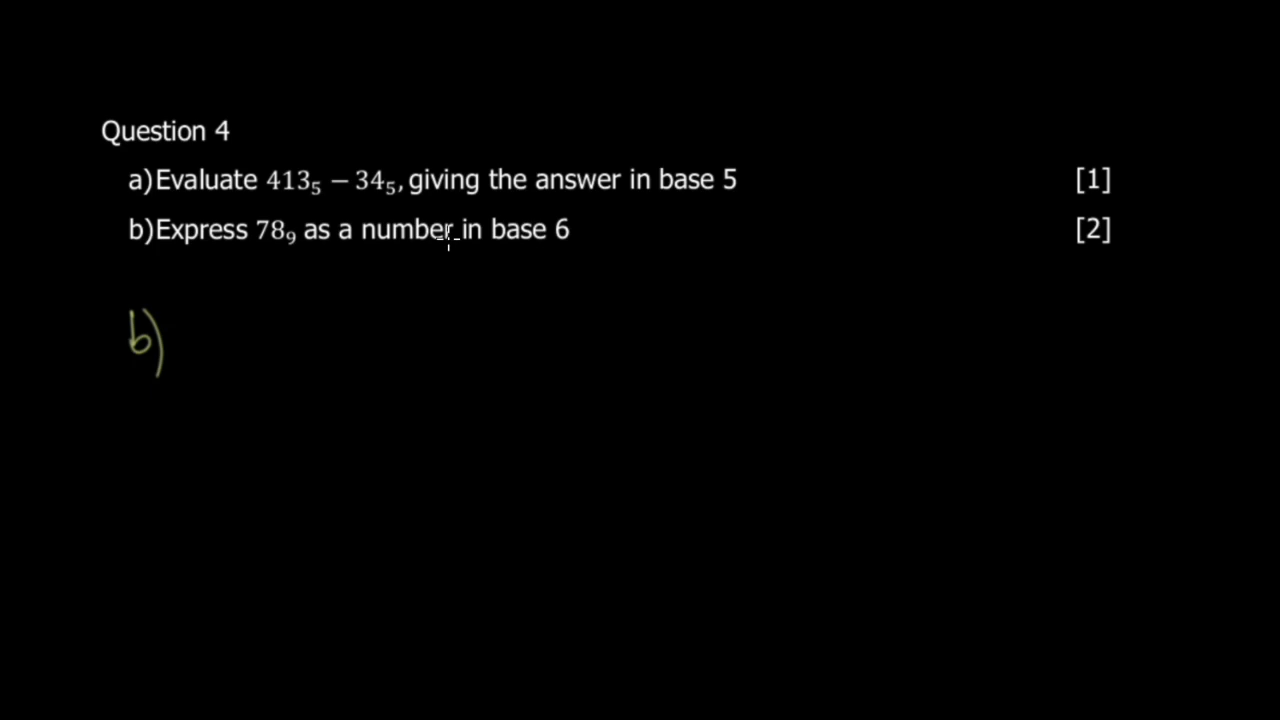 Question 4
a)Evaluate 413₅ − 34₅, giving the answer in base 5 [1]
b)Express 78₉ as a number in base 6 [2]
b)